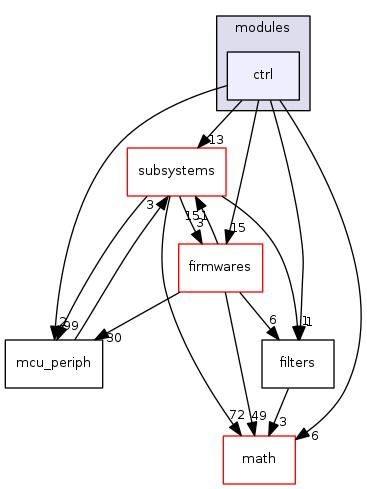 modules
ctrl
13
subsystems
3
151
3
15
firmwares
2
99
30
6
1
1
mcu_periph
filters
72
49
3
6
math